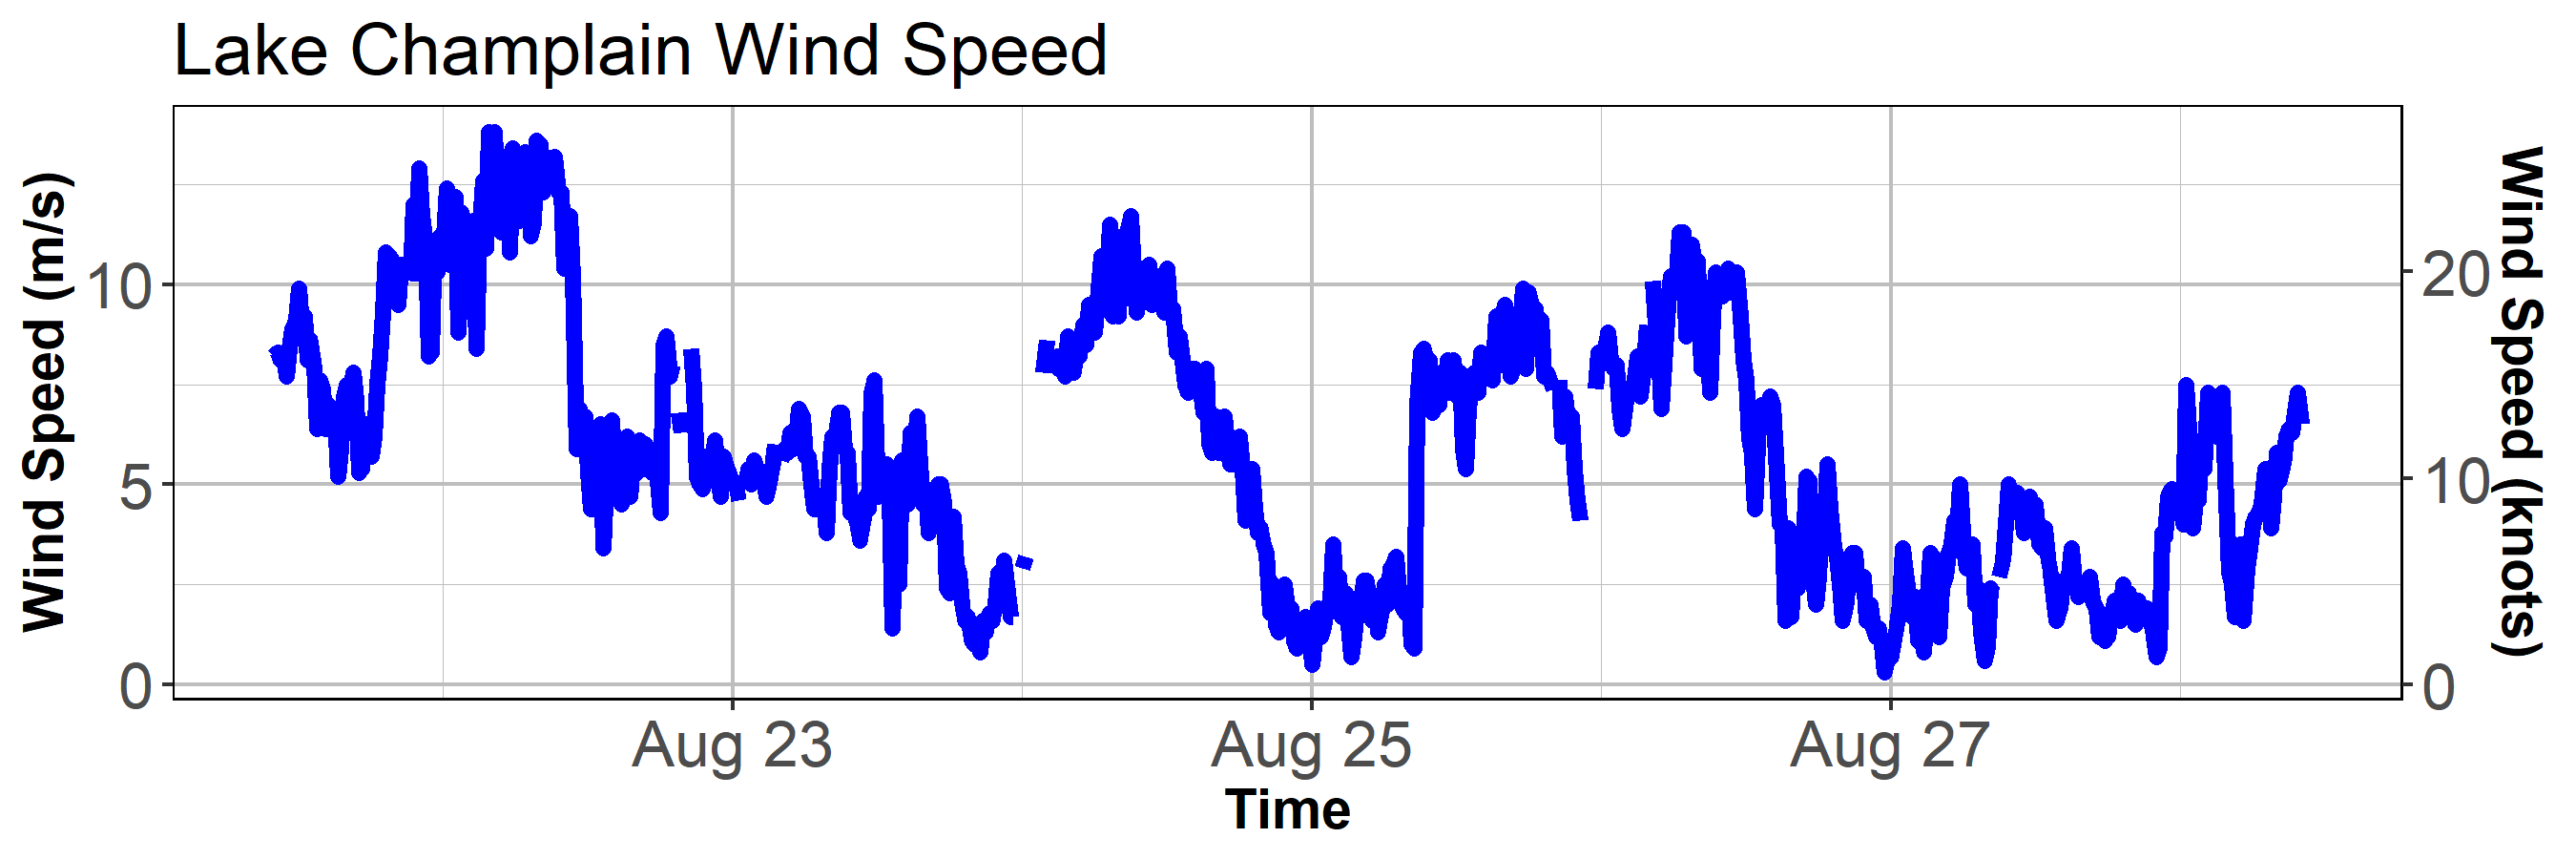 Lake Champlain Wind Speed
Wind Speed (m/s)
10
5
0
20
10
0
Wind Speed (knots)
Aug 23
Aug 25
Aug 27
Time